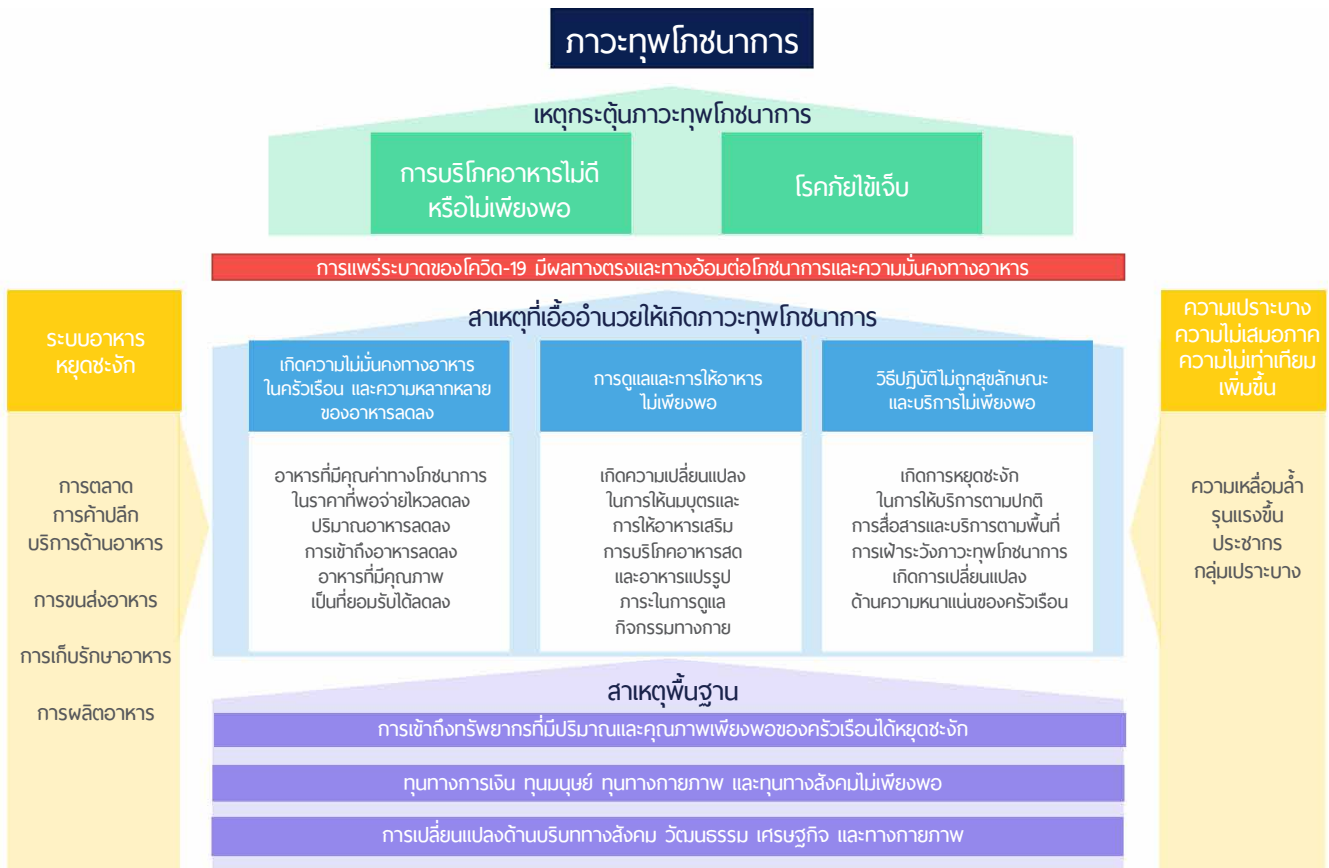 ภาวะทุพโภชนาการ
เหตุกระตุ้นภาวะทุพโภชนาการ
การบริโภคอาหารไม่ดี
หรือไม่เพียงพอ
โรคภัยไข้เจ็บ
การแพร่ระบาดของโควิด-19 มีผลทางตรงและทางอ้อมต่อโภชนาการและความมั่นคงทางอาหาร
ระบบอาหาร
หยุดชะงัก
การตลาด
การค้าปลีก
บริการด้านอาหาร
การขนส่งอาหาร
การเก็บรักษาอาหาร
การผลิตอาหาร
สาเหตุที่เอื้ออำนวยให้เกิดภาวะทุพโภชนาการ
เกิดความไม่มั่นคงทางอาหาร
ในครัวเรือน และความหลากหลาย
ของอาหารลดลง
อาหารที่มีคุณค่าทางโภชนาการ
ในราคาที่พอจ่ายไหวลดลง
ปริมาณอาหารลดลง
การเข้าถึงอาหารลดลง
อาหารที่มีคุณภาพ
เป็นที่ยอมรับได้ลดลง
การดูแลและการให้อาหาร
ไม่เพียงพอ
เกิดความเปลี่ยนแปลง
ในการให้นมบุตรและ
การให้อาหารเสริม
การบริโภคอาหารสด
และอาหารแปรรูป
ภาระในการดูแล
กิจกรรมทางกาย
วิธีปฏิบัติไม่ถูกสุขลักษณะ
และบริการไม่เพียงพอ
เกิดการหยุดชะงัก
ในการให้บริการตามปกติ
การสื่อสารและบริการตามพื้นที่
การเฝ้าระวังภาวะทุพโภชนาการ
เกิดการเปลี่ยนแปลง
ด้านความหนาแน่นของครัวเรือน
ความเปราะบาง
ความไม่เสมอภาค
ความไม่เท่าเทียม
เพิ่มขึ้น
ความเหลื่อมล้ำ
รุนแรงขึ้น
ประชากร
กลุ่มเปราะบาง
สาเหตุพื้นฐาน
การเข้าถึงทรัพยากรที่มีปริมาณและคุณภาพเพียงพอของครัวเรือนได้หยุดชะงัก
ทุนทางการเงิน ทุนมนุษย์ ทุนทางกายภาพ และทุนทางสังคมไม่เพียงพอ
การเปลี่ยนแปลงด้านบริบททางสังคม วัฒนธรรม เศรษฐกิจ และทางกายภาพ